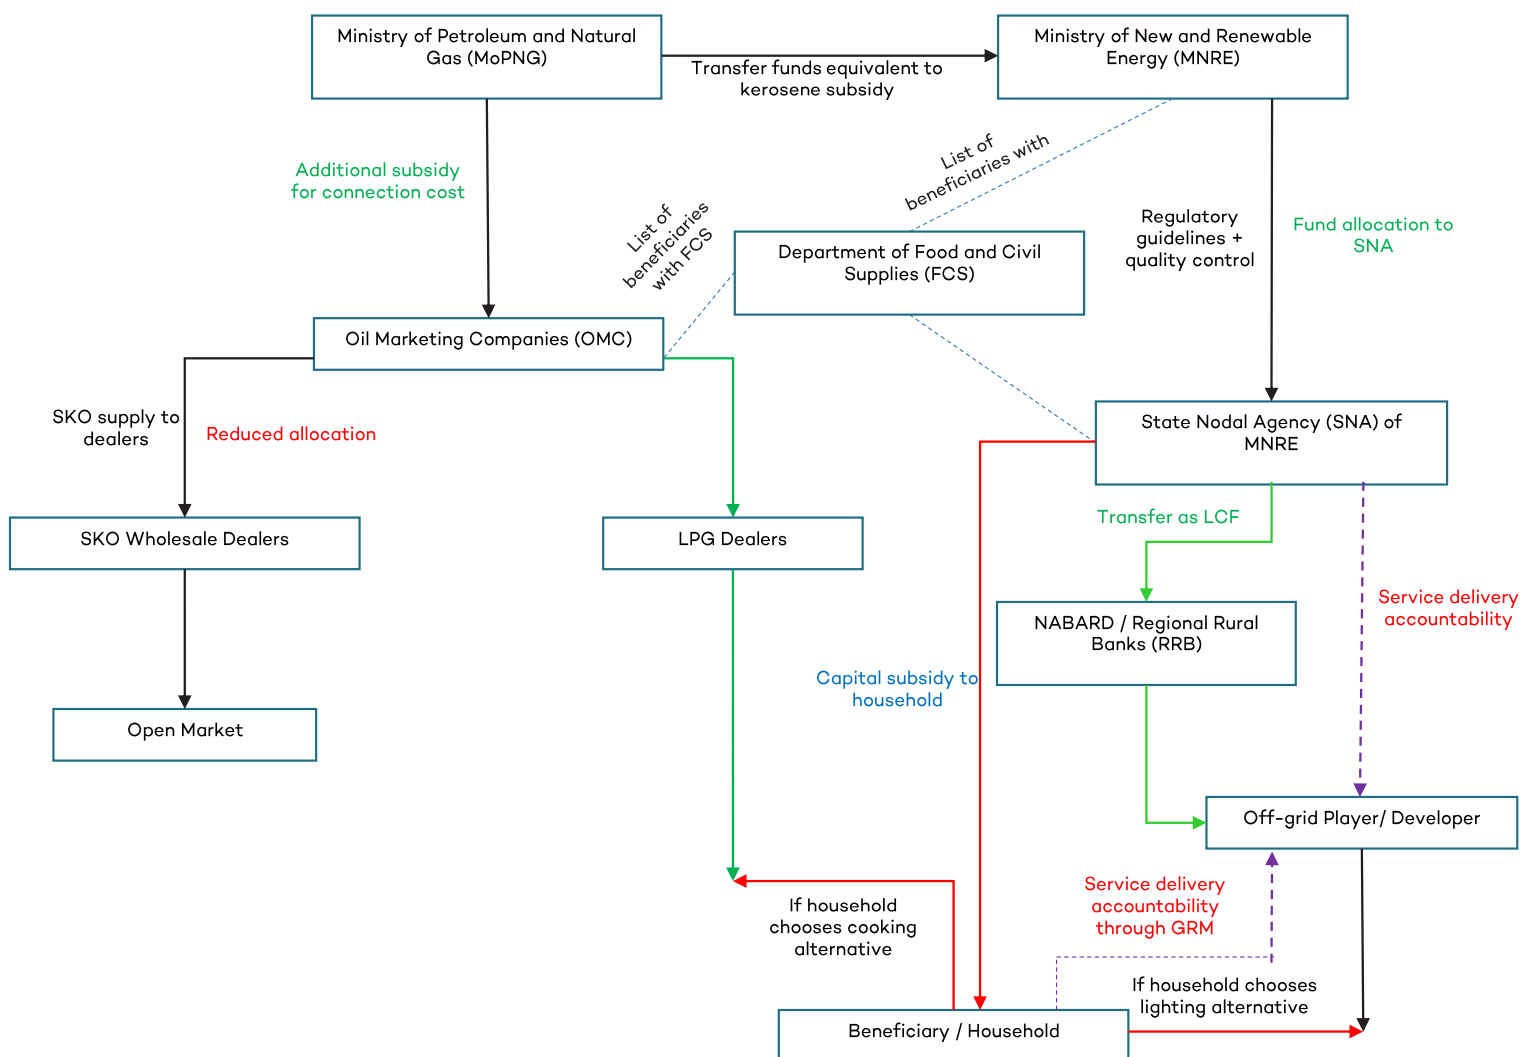 Ministry of Petroleum and Natural
Gas (MoPNG)
Transfer funds equivalent to
kerosene subsidy
Ministry of New and Renewable
Energy (MNRE)
Additional subsidy
for connection cost
List of
beneficiaries
with FCS
List of
beneficiaries with
Department of Food and Civil
Supplies (FCS)
Regulatory
guidelines +
quality control
Fund allocation to
SNA
Oil Marketing Companies (OMC)
SKO supply to
dealers
Reduced allocation
State Nodal Agency (SNA) of
MNRE
SKO Wholesale Dealers
LPG Dealers
Transfer as LCF
NABARD / Regional Rural
Banks (RRB)
Service delivery
accountability
Capital subsidy to
household
Open Market
Off-grid Player/ Developer
If household
chooses cooking
alternative
Service delivery
accountability
through GRM
If household chooses
lighting alternative
Beneficiary / Household